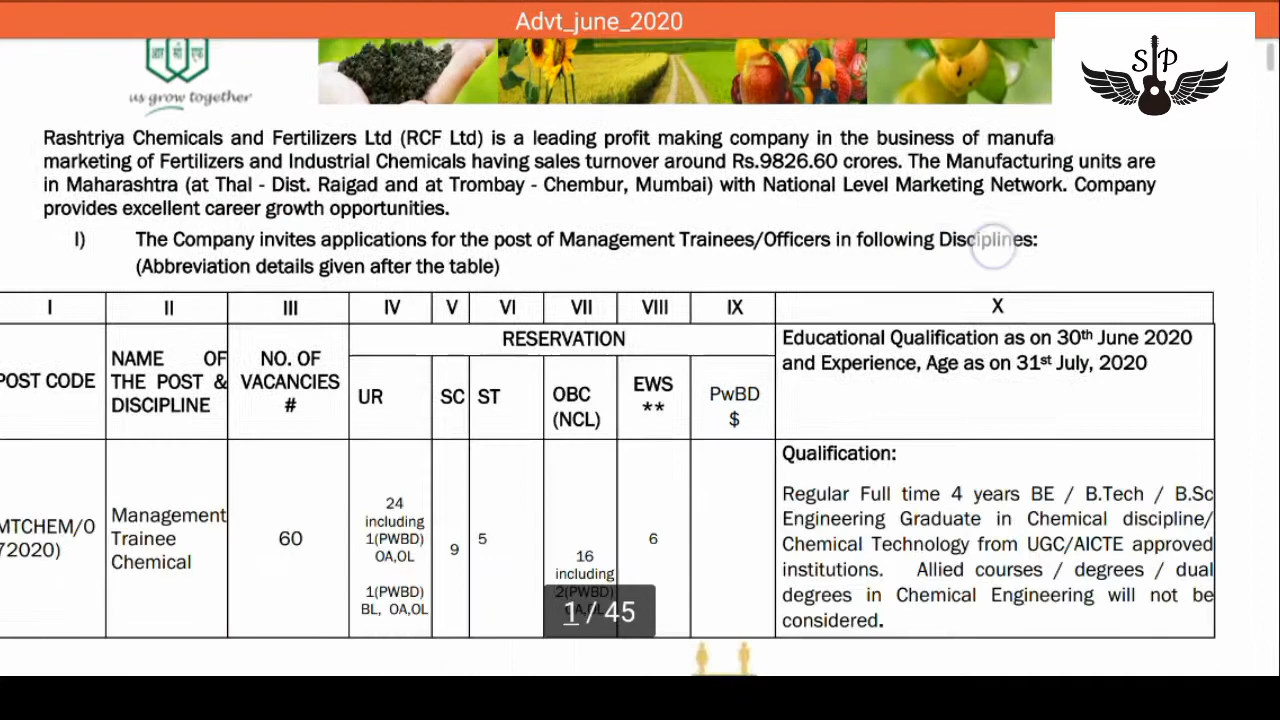 Advt_june_2020
SP
आर सी एफ
us grow together
Rashtriya Chemicals and Fertilizers Ltd (RCF Ltd) is a leading profit making company in the business of manufa
marketing of Fertilizers and Industrial Chemicals having sales turnover around Rs.9826.60 crores. The Manufacturing units are
in Maharashtra (at Thal - Dist. Raigad and at Trombay - Chembur, Mumbai) with National Level Marketing Network. Company
provides excellent career growth opportunities.
I) The Company invites applications for the post of Management Trainees/Officers in following Disciplines:
(Abbreviation details given after the table)
I II III IV V VI VII VIII IX X
POST CODE
NAME OF
THE POST &
DISCIPLINE
NO. OF
VACANCIES
#
RESERVATION
UR SC ST
OBC
(NCL)
EWS
**
PwBD
$
Educational Qualification as on 30th June 2020
and Experience, Age as on 31st July, 2020
MTCHEM/0
72020)
Management
Trainee
Chemical
60
24
including
1(PWBD)
OA,OL
1(PWBD)
BL, OA,OL
9
5
16
including
2(PWBD)
6
Qualification:
Regular Full time 4 years BE / B.Tech / B.Sc
Engineering Graduate in Chemical discipline/
Chemical Technology from UGC/AICTE approved
institutions. Allied courses / degrees / dual
degrees in Chemical Engineering will not be
considered.
1 / 45